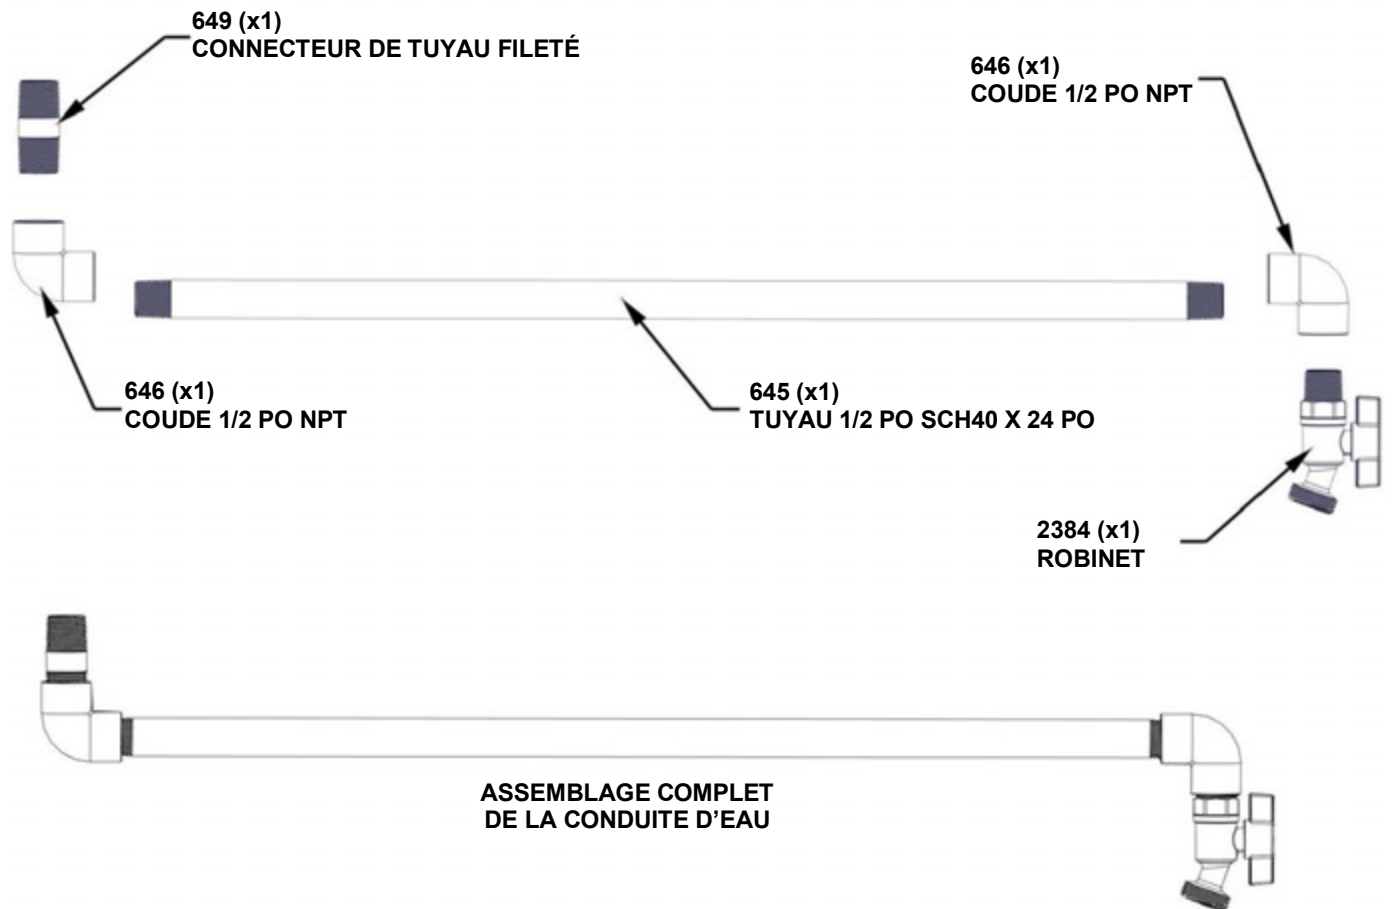 649 (x1)
CONNECTEUR DE TUYAU FILETÉ
646 (x1)
COUDE 1/2 PO NPT
646 (x1)
COUDE 1/2 PO NPT
645 (x1)
TUYAU 1/2 PO SCH40 X 24 PO
2384 (x1)
ROBINET
ASSEMBLAGE COMPLET
DE LA CONDUITE D’EAU